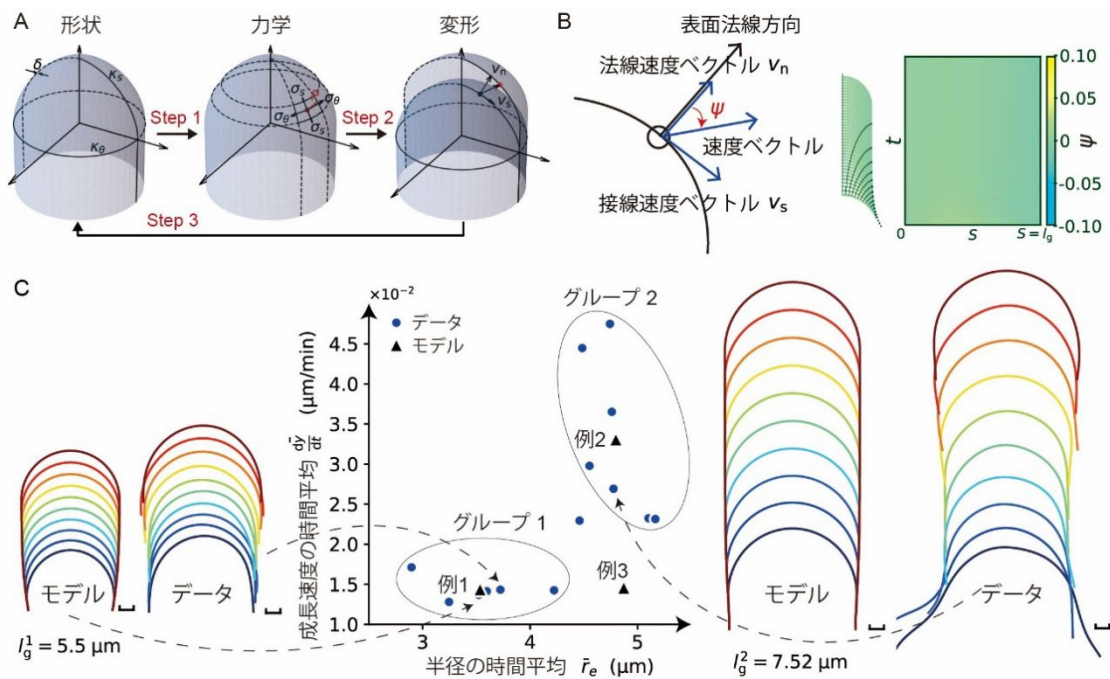 A
形状
力学
変形
δ
κs
κθ
Step 1
σs
σθ
σθ
σs
Step 2
vn
vs
Step 3
B
表面法線方向
法線速度ベクトル vn
ψ
速度ベクトル
接線速度ベクトル vs
t
0
s
s = lg
0.10
0.05
0
-0.05
-0.10
ψ
C
×10⁻²
グループ 2
データ
モデル
4.5
4.0
3.5
3.0
2.5
2.0
1.5
1.0
成長速度の時間平均 dy̅/dt (μm/min)
例2
グループ 1
例1
例3
3
4
5
半径の時間平均 r̄e (μm)
モデル
データ
lg¹ = 5.5 μm
モデル
データ
lg² = 7.52 μm